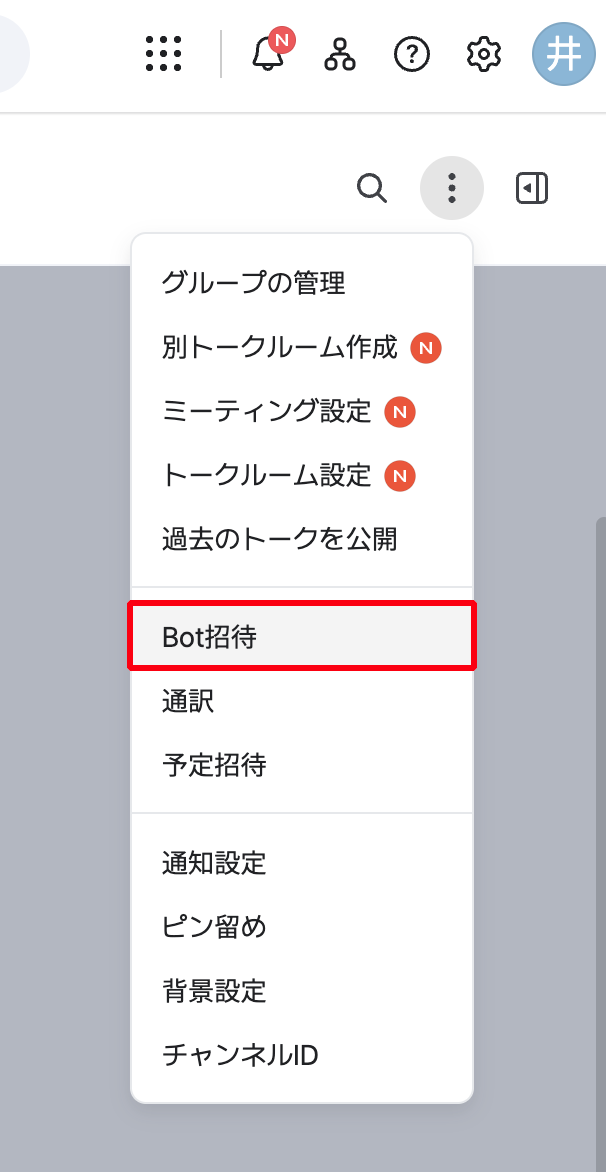 N
?
井
グループの管理
別トークルーム作成 N
ミーティング設定 N
トークルーム設定 N
過去のトークを公開
Bot招待
通訳
予定招待
通知設定
ピン留め
背景設定
チャンネルID